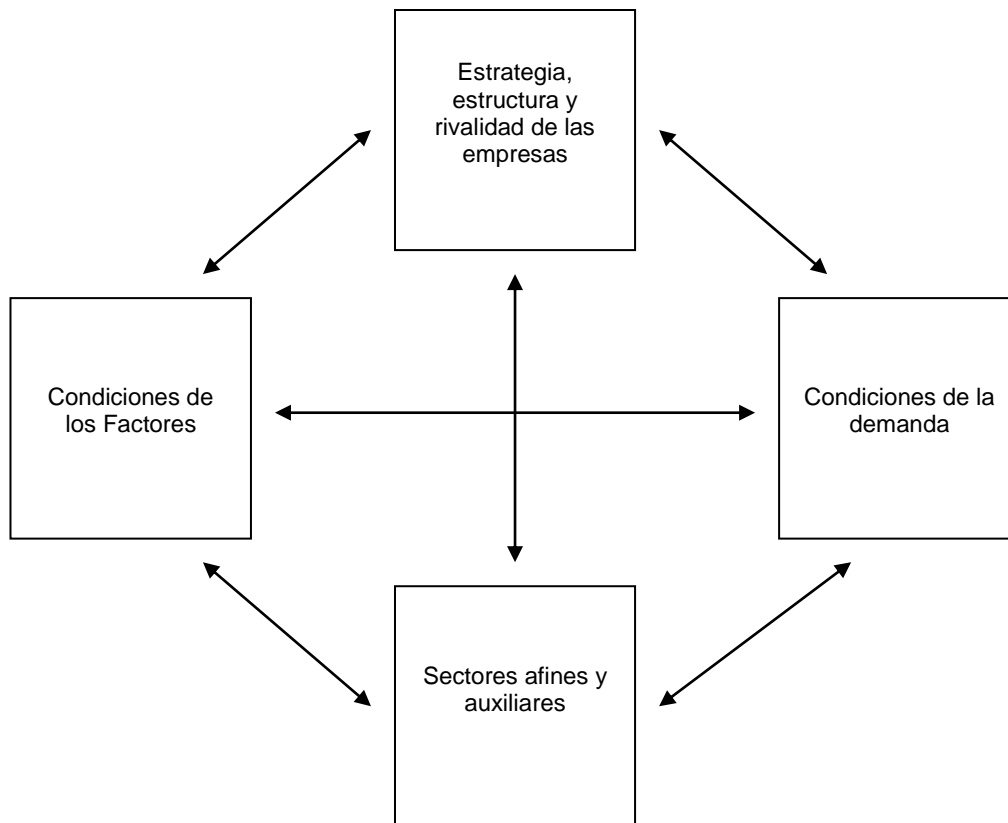 Estrategia,
estructura y
rivalidad de las
empresas
Condiciones de
los Factores
Condiciones de la
demanda
Sectores afines y
auxiliares